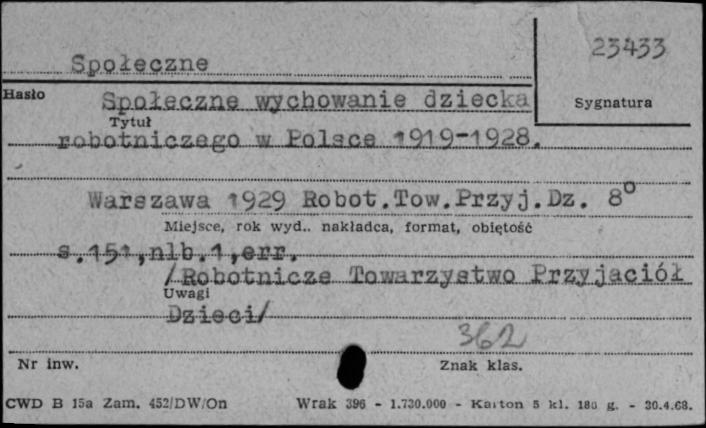 23433
Społeczne
Hasło
Społeczne wychowanie dziecka
Sygnatura
Tytuł
robotniczego w Polsce 1919-1928.
Warszawa 1929 Robot.Tow.Przyj.Dz. 8°
Miejsce, rok wyd.. nakładca, format, obiętość
s.151,nlb.1,err.
/Robotnicze Towarzystwo Przyjaciół
Uwagi
Dzieci/
362
Nr inw.
Znak klas.
CWD B 15a Zam. 452/DW/On
Wrak 396 - 1.730.000 - Karton 5 kl. 180 g. - 30.4.68.